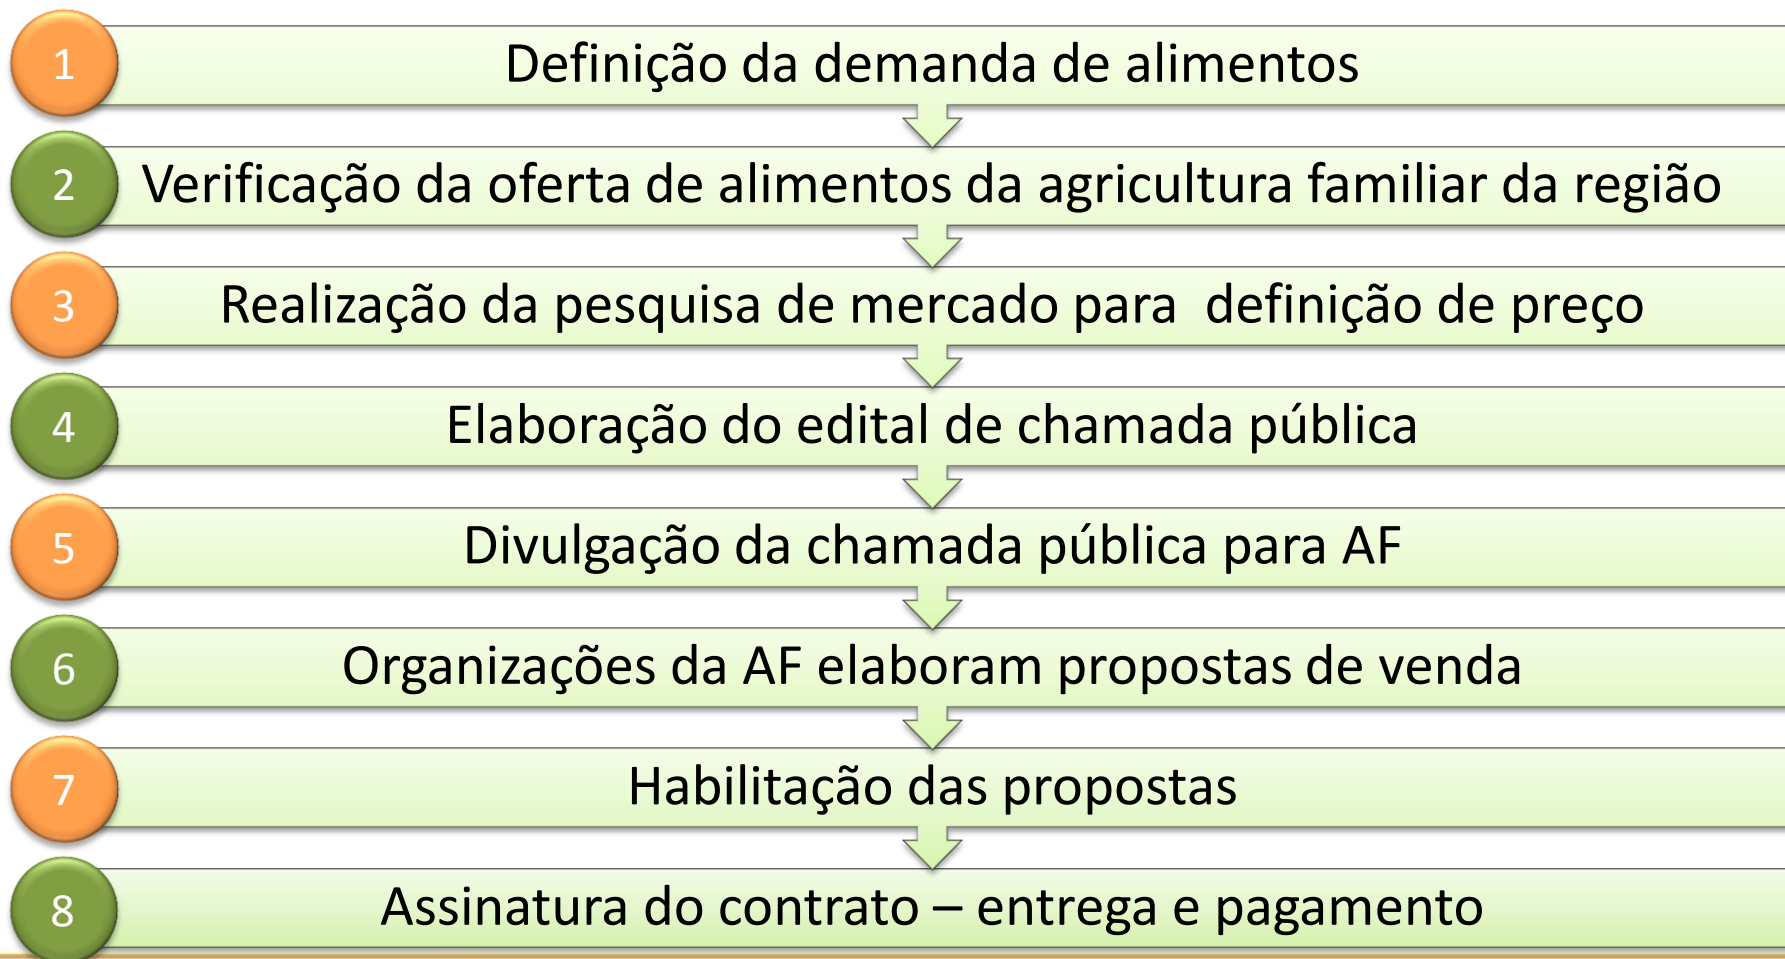 1 Definição da demanda de alimentos
2 Verificação da oferta de alimentos da agricultura familiar da região
3 Realização da pesquisa de mercado para  definição de preço
4 Elaboração do edital de chamada pública
5 Divulgação da chamada pública para AF
6 Organizações da AF elaboram propostas de venda
7 Habilitação das propostas
8 Assinatura do contrato – entrega e pagamento